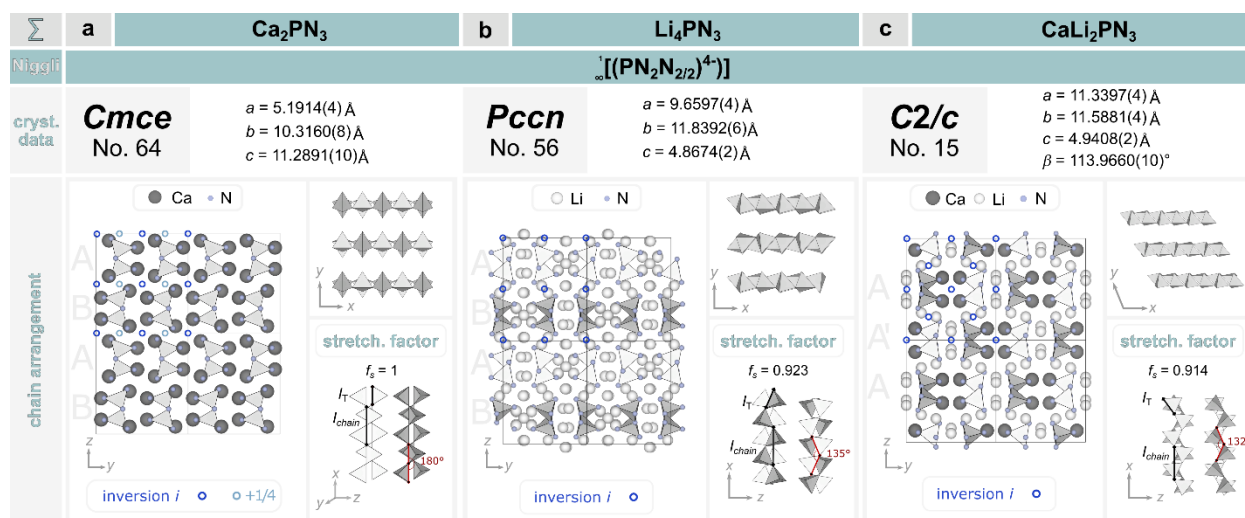 Σ a Ca₂PN₃ b Li₄PN₃ c CaLi₂PN₃
Niggli ¹∞[(PN₂N₂/₂)⁴⁻)]
cryst. data
Cmce
No. 64
a = 5.1914(4) Å
b = 10.3160(8) Å
c = 11.2891(10) Å
Pccn
No. 56
a = 9.6597(4) Å
b = 11.8392(6) Å
c = 4.8674(2) Å
C2/c
No. 15
a = 11.3397(4) Å
b = 11.5881(4) Å
c = 4.9408(2) Å
β = 113.9660(10)°
chain arrangement
Ca N
A
B
A
B
z
y
inversion i +1/4
y
x
stretch. factor
fs = 1
lT
lchain
180°
x
y z
Li N
A
B
A
B
z
y
inversion i
y
x
stretch. factor
fs = 0.923
lT
lchain
135°
x
z
Ca Li N
A
A'
A
z
y
inversion i
y
x
stretch. factor
fs = 0.914
lT
lchain
132
x
z